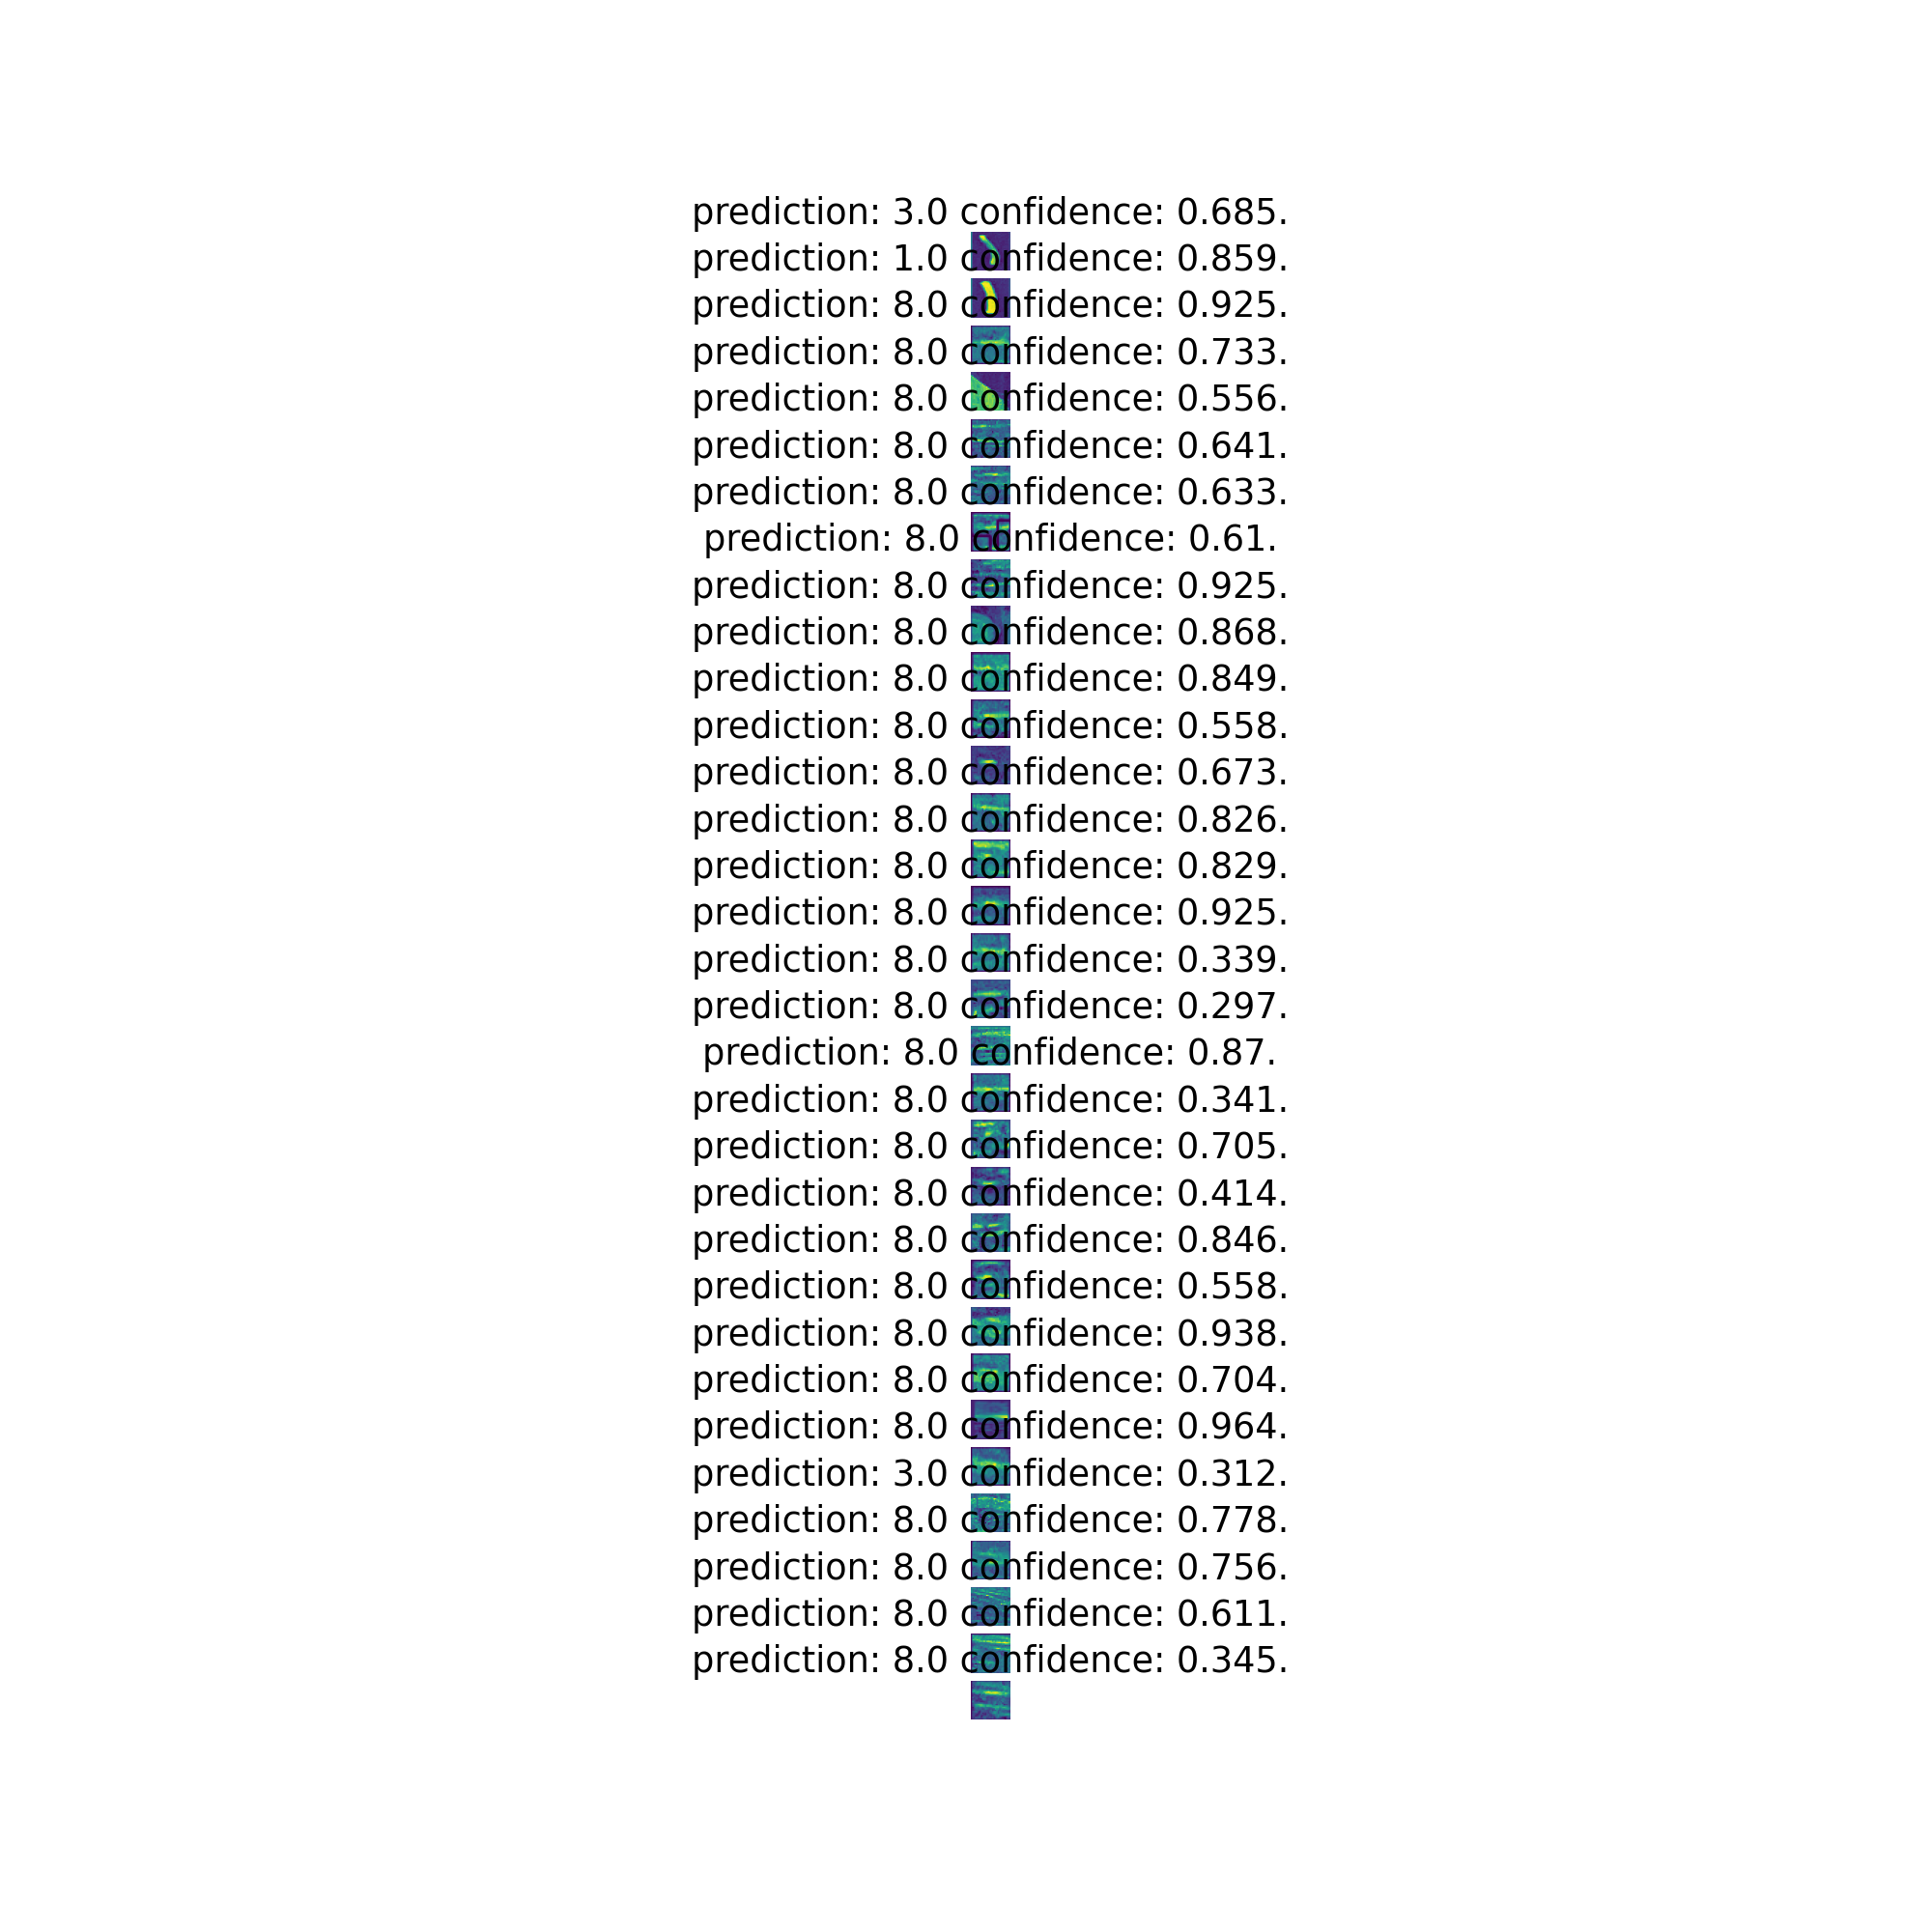 prediction: 3.0 confidence: 0.685.
prediction: 1.0 confidence: 0.859.
prediction: 8.0 confidence: 0.925.
prediction: 8.0 confidence: 0.733.
prediction: 8.0 confidence: 0.556.
prediction: 8.0 confidence: 0.641.
prediction: 8.0 confidence: 0.633.
prediction: 8.0 confidence: 0.61.
prediction: 8.0 confidence: 0.925.
prediction: 8.0 confidence: 0.868.
prediction: 8.0 confidence: 0.849.
prediction: 8.0 confidence: 0.558.
prediction: 8.0 confidence: 0.673.
prediction: 8.0 confidence: 0.826.
prediction: 8.0 confidence: 0.829.
prediction: 8.0 confidence: 0.925.
prediction: 8.0 confidence: 0.339.
prediction: 8.0 confidence: 0.297.
prediction: 8.0 confidence: 0.87.
prediction: 8.0 confidence: 0.341.
prediction: 8.0 confidence: 0.705.
prediction: 8.0 confidence: 0.414.
prediction: 8.0 confidence: 0.846.
prediction: 8.0 confidence: 0.558.
prediction: 8.0 confidence: 0.938.
prediction: 8.0 confidence: 0.704.
prediction: 8.0 confidence: 0.964.
prediction: 3.0 confidence: 0.312.
prediction: 8.0 confidence: 0.778.
prediction: 8.0 confidence: 0.756.
prediction: 8.0 confidence: 0.611.
prediction: 8.0 confidence: 0.345.